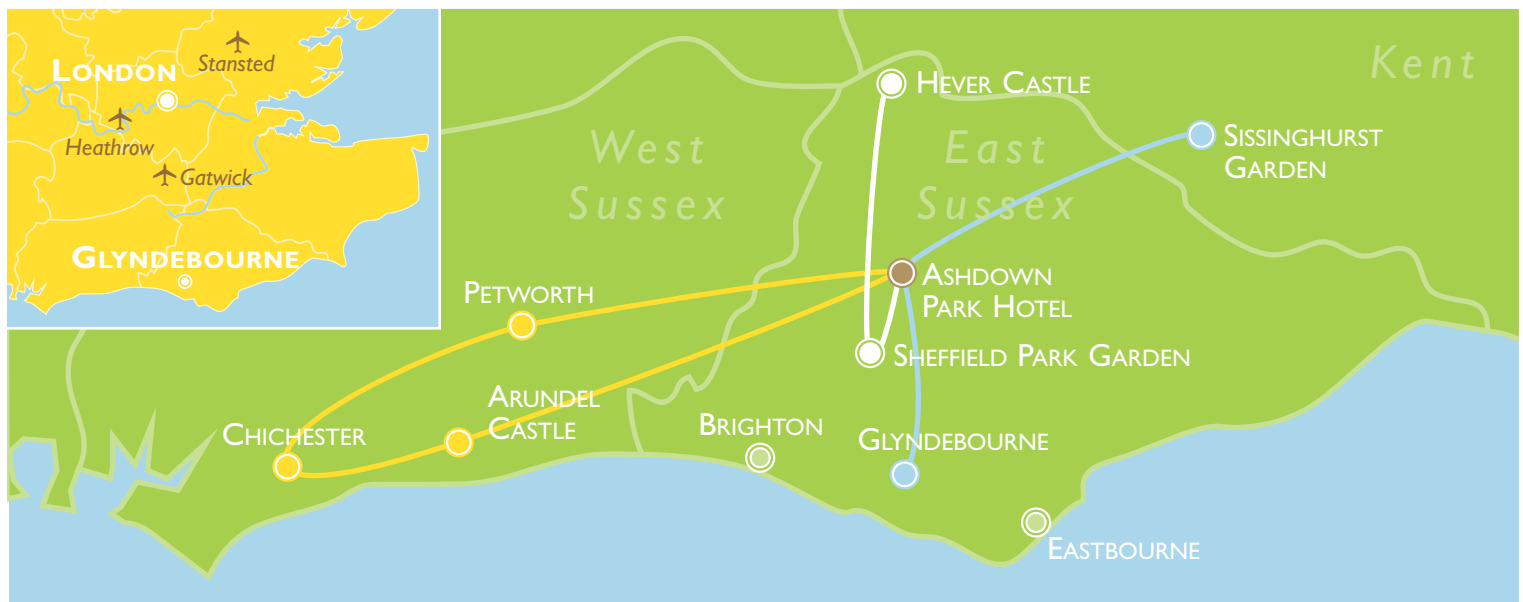 Stansted
LONDON
Heathrow
Gatwick
GLYNDEBOURNE
Kent
HEVER CASTLE
West
Sussex
East
Sussex
SISSINGHURST
GARDEN
ASHDOWN
PARK HOTEL
PETWORTH
SHEFFIELD PARK GARDEN
ARUNDEL
CASTLE
CHICHESTER
BRIGHTON
GLYNDEBOURNE
EASTBOURNE